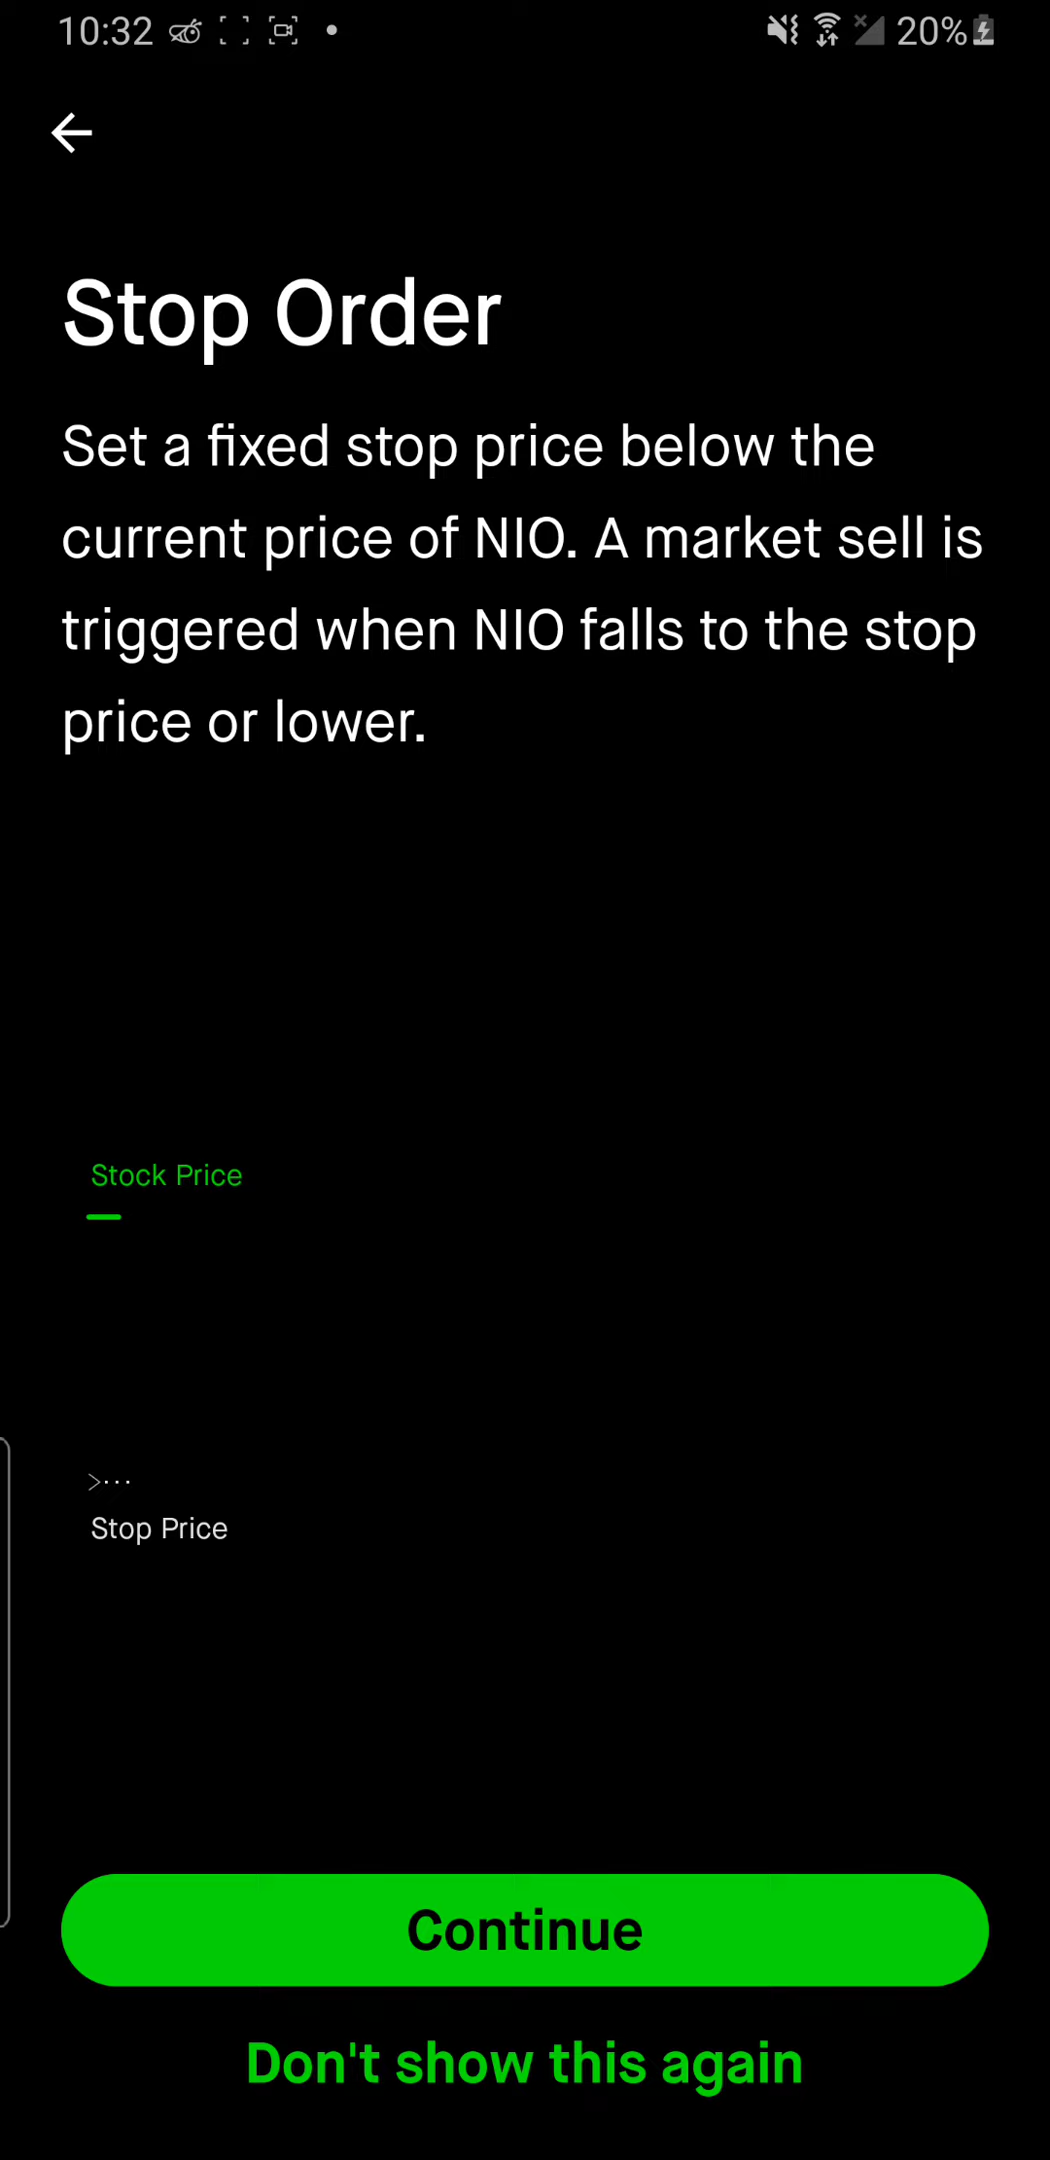 10:32
20%
Stop Order
Set a fixed stop price below the
current price of NIO. A market sell is
triggered when NIO falls to the stop
price or lower.
Stock Price
Stop Price
Continue
Don't show this again